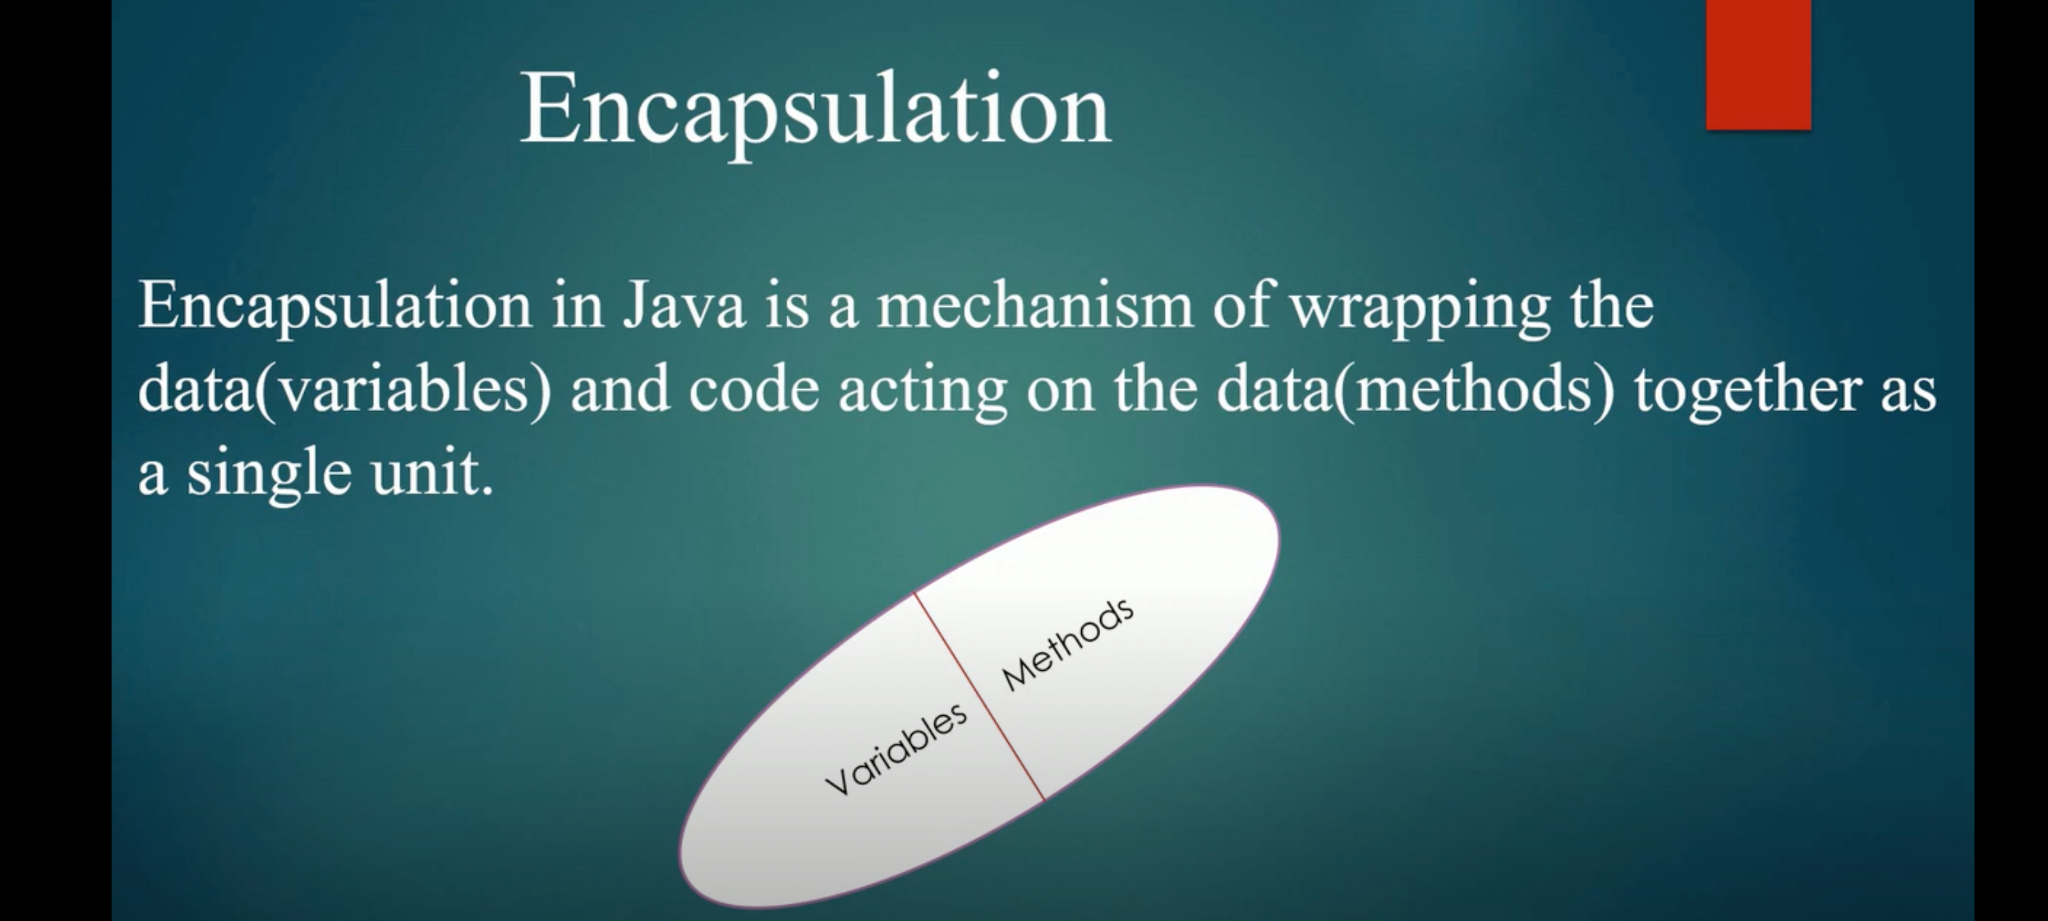 Encapsulation
Encapsulation in Java is a mechanism of wrapping the
data(variables) and code acting on the data(methods) together as
a single unit.
Variables
Methods